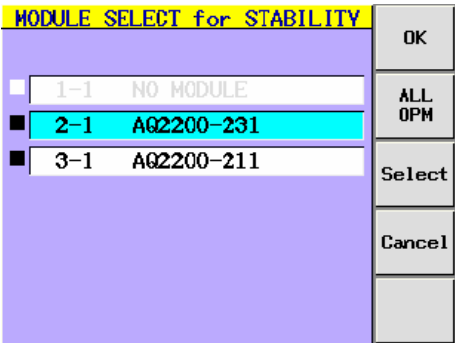 MODULE SELECT for STABILITY
OK
1-1 NO MODULE
ALL
OPM
2-1 AQ2200-231
3-1 AQ2200-211
Select
Cancel